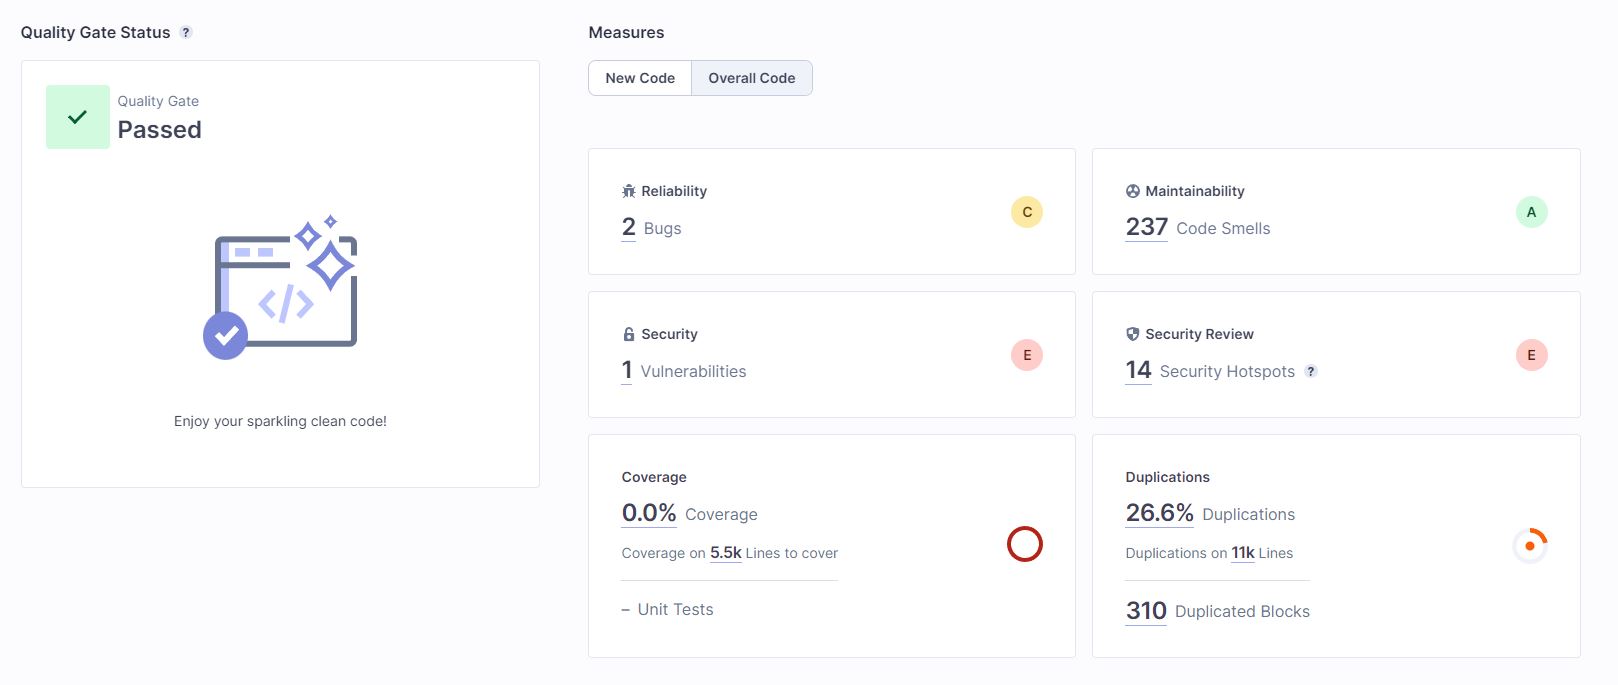 Quality Gate Status ?
Quality Gate
Passed
</>
Enjoy your sparkling clean code!
Measures
New Code
Overall Code
Reliability
2 Bugs
C
Maintainability
237 Code Smells
A
Security
1 Vulnerabilities
E
Security Review
14 Security Hotspots ?
E
Coverage
0.0% Coverage
Coverage on 5.5k Lines to cover
– Unit Tests
Duplications
26.6% Duplications
Duplications on 11k Lines
310 Duplicated Blocks